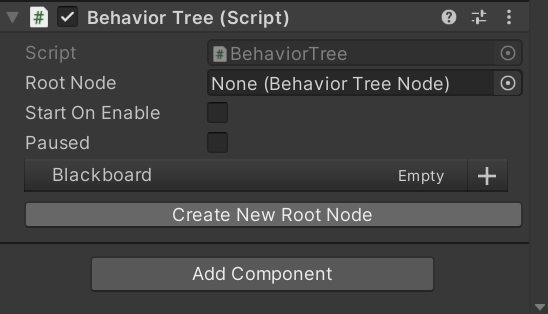 # Behavior Tree (Script)
Script # BehaviorTree
Root Node None (Behavior Tree Node)
Start On Enable
Paused
Blackboard Empty +
Create New Root Node
Add Component